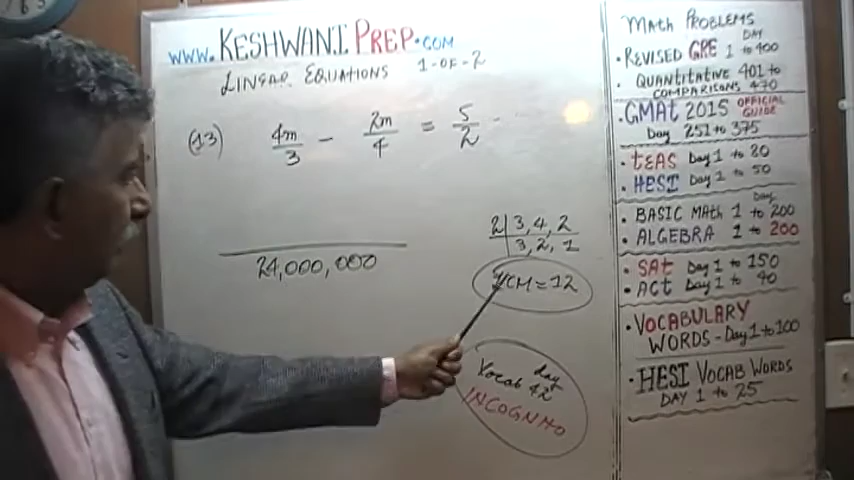 www.KESHWANIPREP.COM
LINEAR EQUATIONS 1-OF-2
(13) 4m/3 - 2m/4 = 5/2
24,000,000
2 | 3, 4, 2
3, 2, 1
LCM = 12
Vocab day 42
INCOGNITO
MATH PROBLEMS
• REVISED GRE DAY 1 to 400
• QUANTITATIVE 401 to
COMPARISONS 470
• GMAt 2015 OFFICIAL GUIDE
Day 251 to 375
• tEAS Day 1 to 80
• HESI Day 1 to 50
Day
• BASIC MAth 1 to 200
• ALGEBRA 1 to 200
• SAt Day 1 to 150
• ACt Day 1 to 40
• VOCABULARY
WORDS - Day 1 to 100
• HESI VOCAB WORDS
DAY 1 to 25